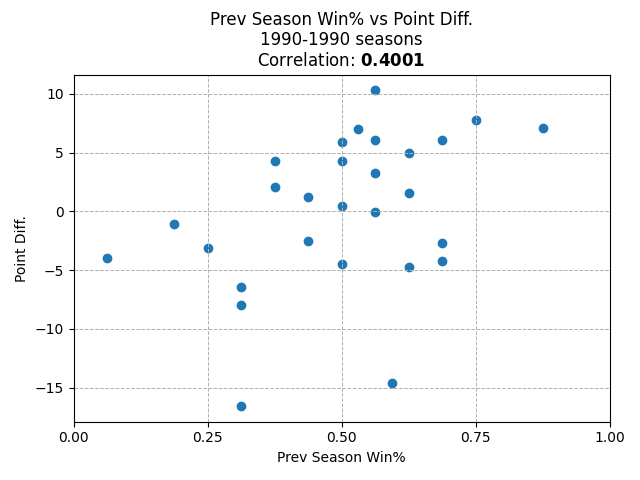 Prev Season Win% vs Point Diff.
1990-1990 seasons
Correlation: 0.4001
10
5
0
−5
−10
−15
Point Diff.
0.00 0.25 0.50 0.75 1.00
Prev Season Win%